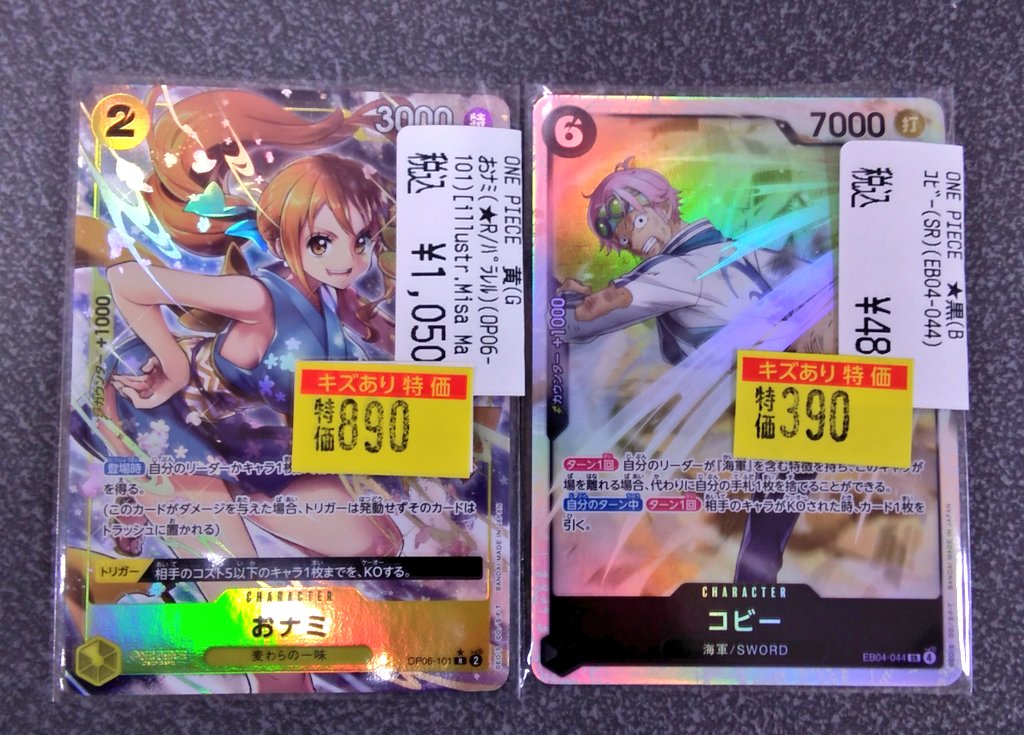 2
3000
特
ONE PIECE 黄(G
おナミ(★R/パラレル)(OP06-
101)[illustr.Misa Ma
税込 ¥1,050
キズあり特価
特価 890
カウンター +1000
登場時 自分のリーダーかキャラ1枚
を得る。
(このカードがダメージを与えた場合、トリガーは発動せずそのカードは
トラッシュに置かれる)
トリガー 相手のコスト5以下のキャラ1枚までを、KOする。
CHARACTER
おナミ
麦わらの一味
OP06-101 ★ R 2
BANDAI MADE IN JAPAN
6
7000
打
ONE PIECE ★黒(B
コビー(SR)(EB04-044)
税込 ¥48
キズあり特価
特価 390
カウンター +1000
ターン1回 自分のリーダーが『海軍』を含む特徴を持ち、このキャラが
場を離れる場合、代わりに自分の手札1枚を捨てることができる。
自分のターン中 ターン1回 相手のキャラがKOされた時、カード1枚を
引く。
CHARACTER
コビー
海軍/SWORD
EB04-044 SR 4
BANDAI MADE IN JAPAN